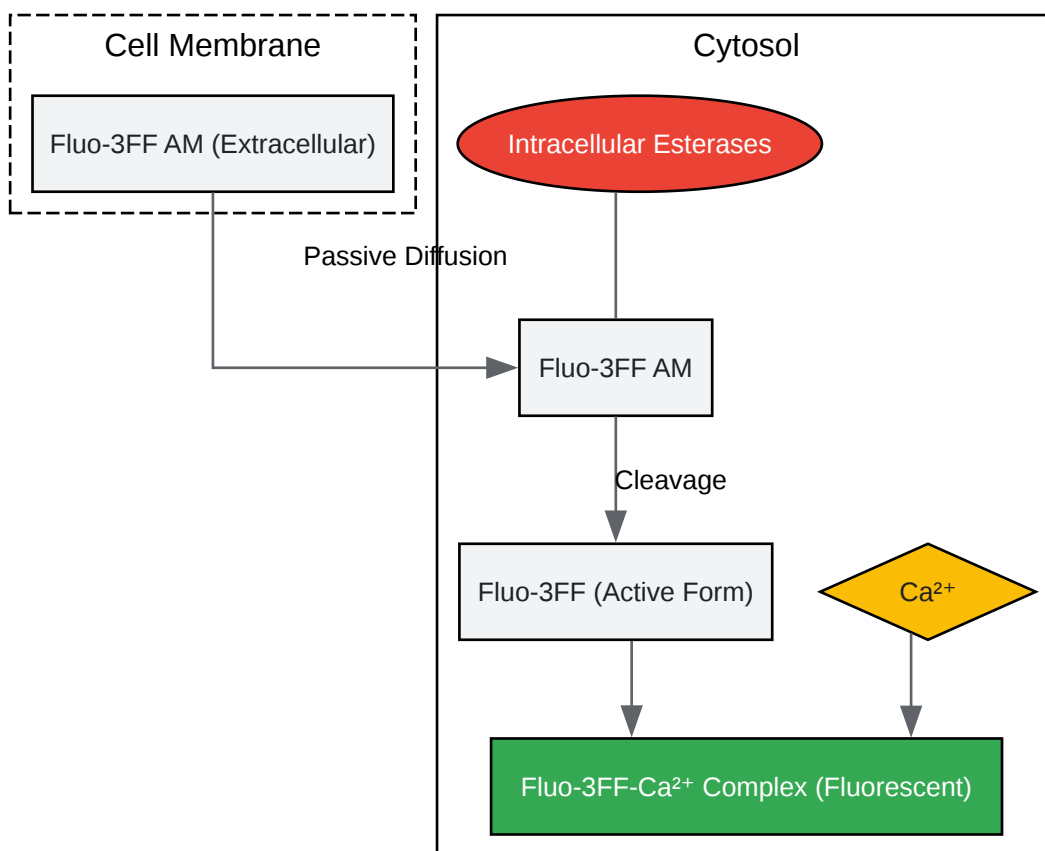 Cell Membrane
Cytosol
Fluo-3FF AM (Extracellular)
Intracellular Esterases
Passive Diffusion
Fluo-3FF AM
Cleavage
Fluo-3FF (Active Form)
Ca²⁺
Fluo-3FF-Ca²⁺ Complex (Fluorescent)